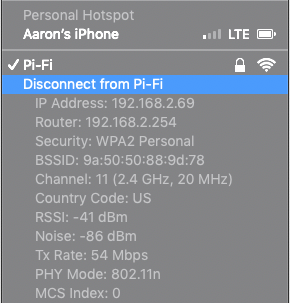 Personal Hotspot
Aaron's iPhone LTE
✓ Pi-Fi
Disconnect from Pi-Fi
IP Address: 192.168.2.69
Router: 192.168.2.254
Security: WPA2 Personal
BSSID: 9a:50:50:88:9d:78
Channel: 11 (2.4 GHz, 20 MHz)
Country Code: US
RSSI: -41 dBm
Noise: -86 dBm
Tx Rate: 54 Mbps
PHY Mode: 802.11n
MCS Index: 0